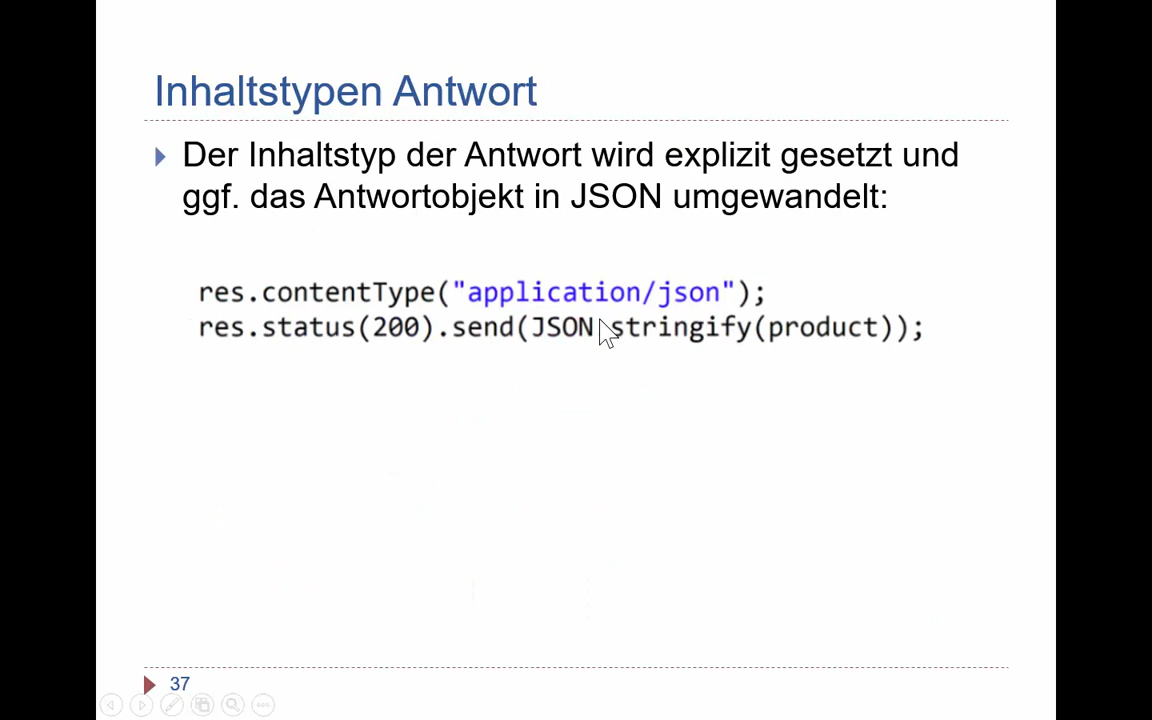 Inhaltstypen Antwort
Der Inhaltstyp der Antwort wird explizit gesetzt und
ggf. das Antwortobjekt in JSON umgewandelt:
res.contentType("application/json");
res.status(200).send(JSON.stringify(product));
37